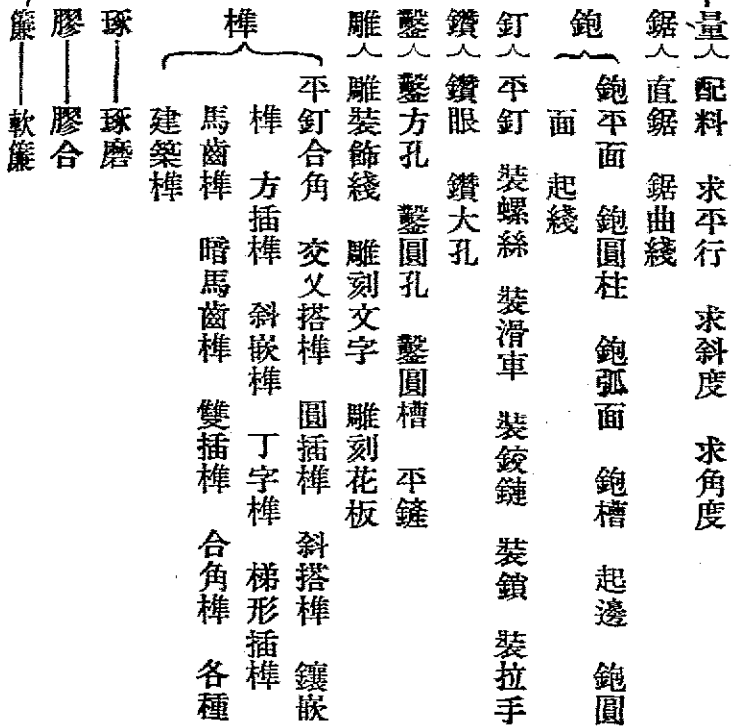 量 配料 求平行 求斜度 求角度
鋸 直鋸 鋸曲綫
鉋 鉋平面 鉋圓柱 鉋弧面 鉋槽 起邊 鉋圓
面 起綫
釘 平釘 裝螺絲 裝滑車 裝鉸鏈 裝鎖 裝拉手
鑽 鑽眼 鑽大孔
鑿 鑿方孔 鑿圓孔 鑿圓槽 平鏟
雕 雕裝飾綫 雕刻文字 雕刻花板
榫 平釘合角 交叉搭榫 圓插榫 斜搭榫 鑲嵌
榫 方插榫 斜嵌榫 丁字榫 梯形插榫
馬齒榫 暗馬齒榫 雙插榫 合角榫 各種
建築榫
琢——琢磨
膠——膠合
簾——軟簾